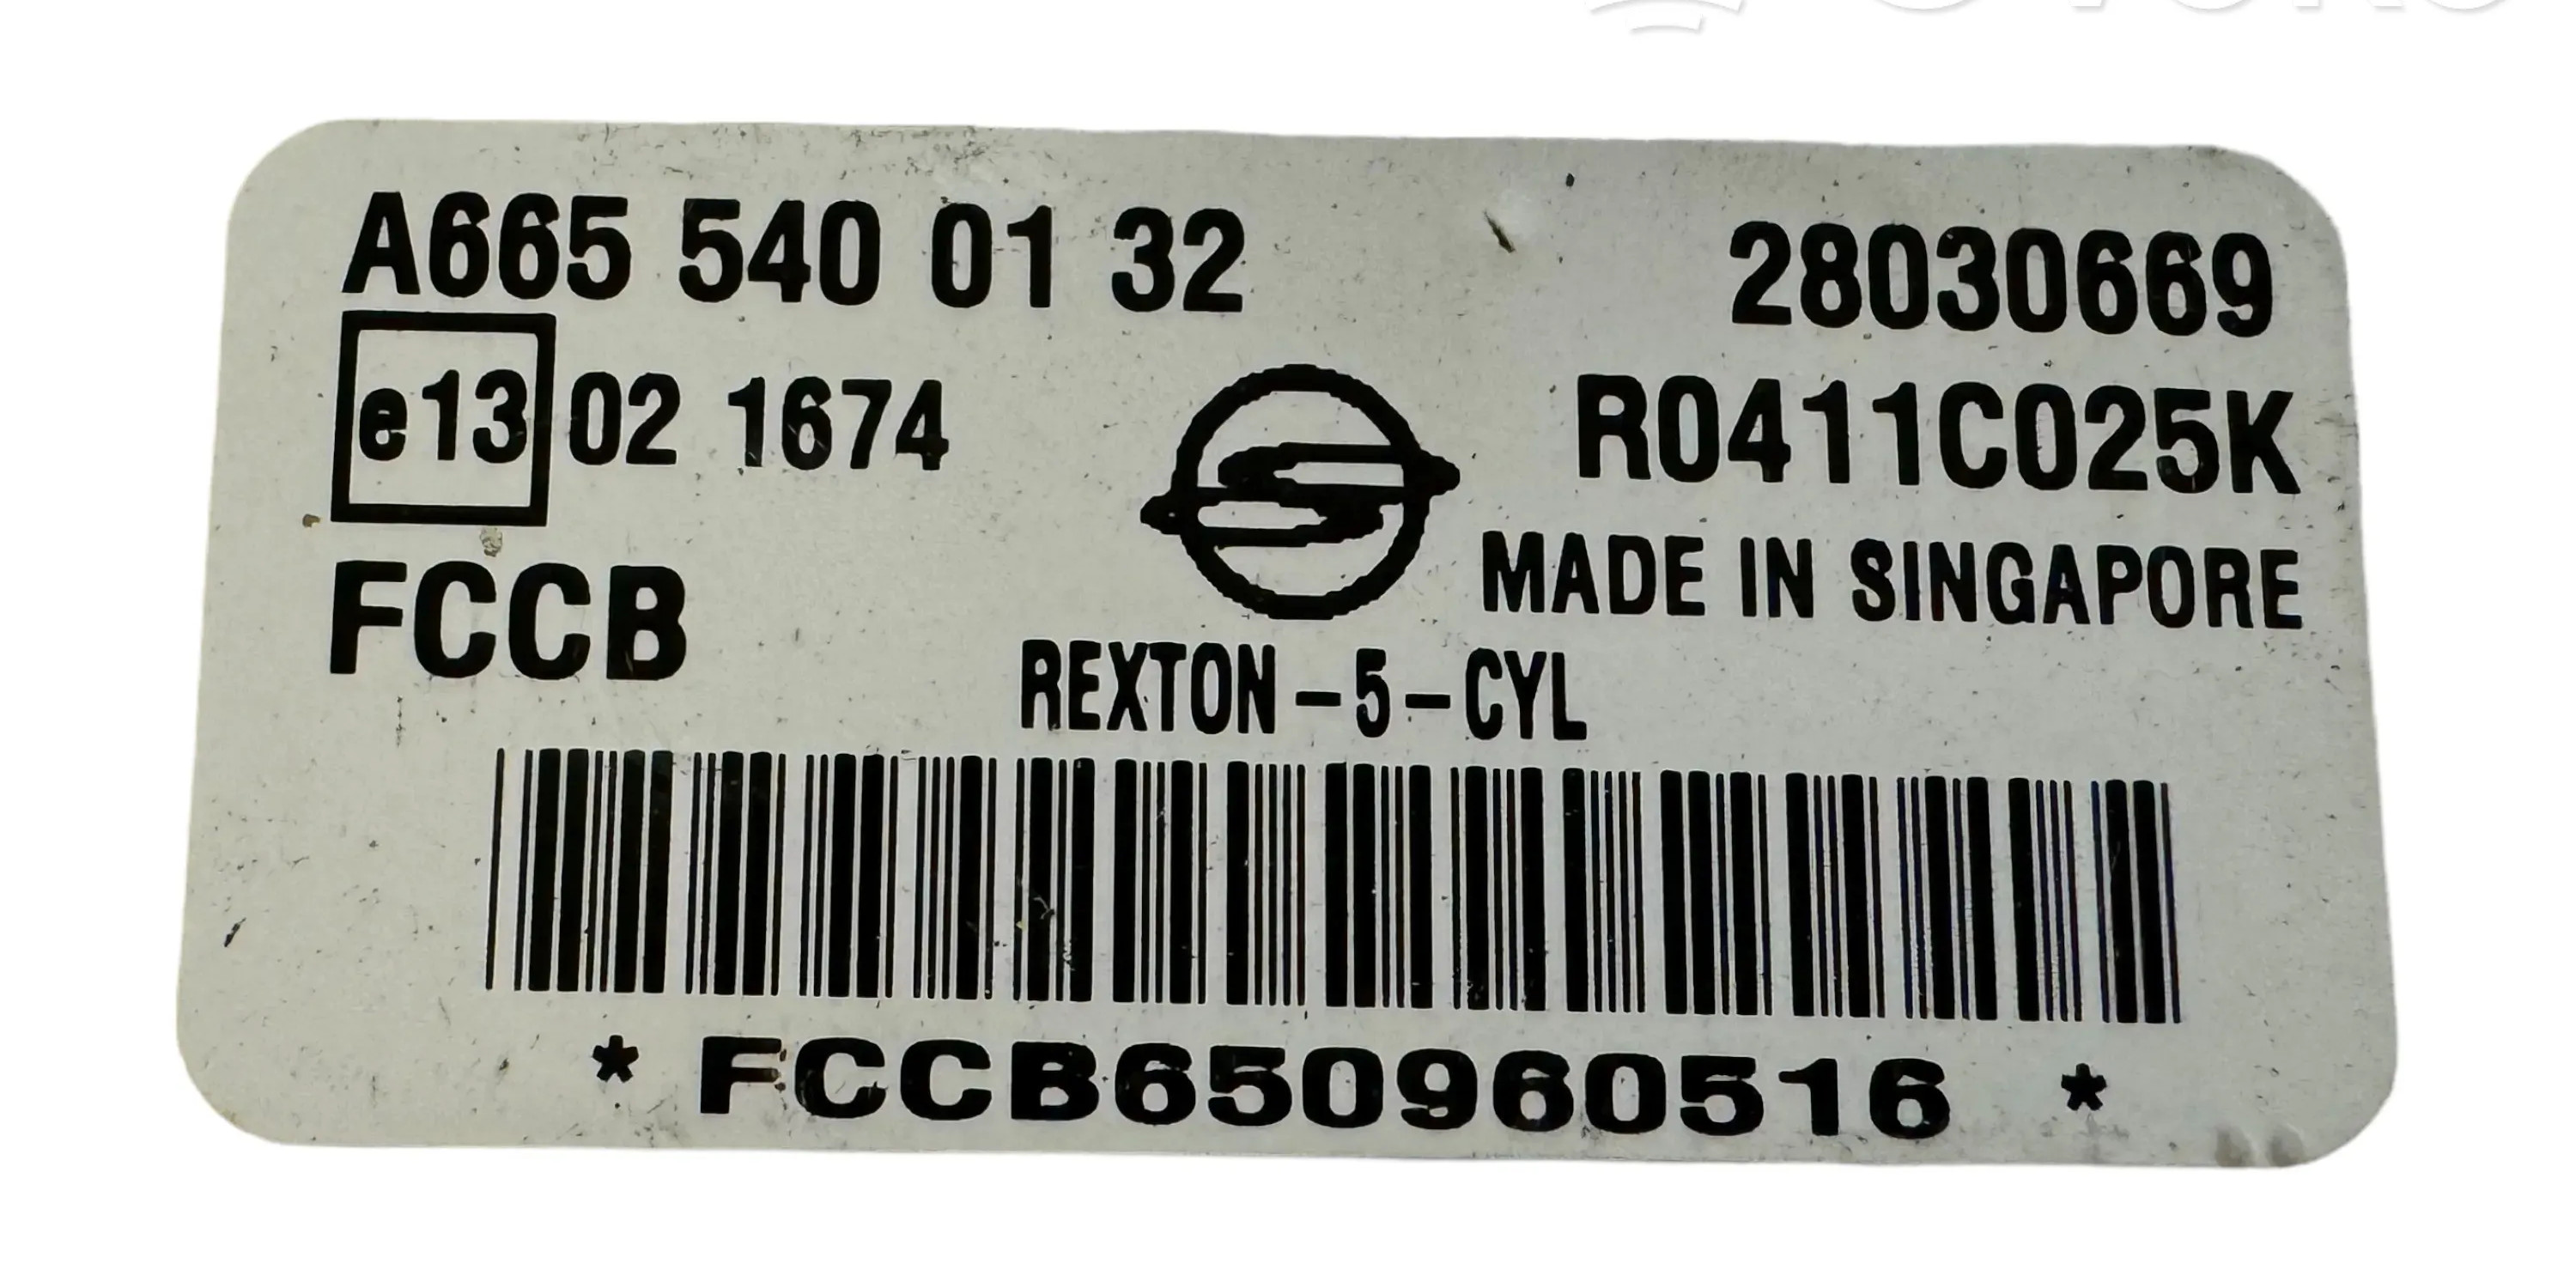 A665 540 01 32 28030669
e13 02 1674 R0411C025K
MADE IN SINGAPORE
FCCB
REXTON-5-CYL
* FCCB650960516 *